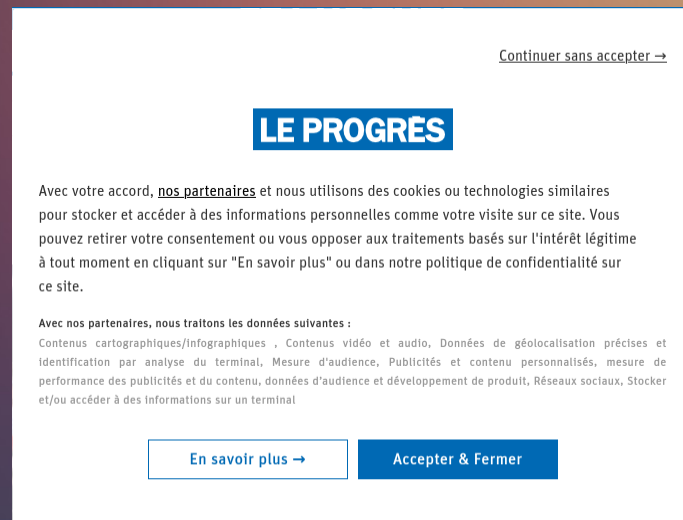 Continuer sans accepter →
LE PROGRÈS
Avec votre accord, nos partenaires et nous utilisons des cookies ou technologies similaires
pour stocker et accéder à des informations personnelles comme votre visite sur ce site. Vous
pouvez retirer votre consentement ou vous opposer aux traitements basés sur l'intérêt légitime
à tout moment en cliquant sur "En savoir plus" ou dans notre politique de confidentialité sur
ce site.
Avec nos partenaires, nous traitons les données suivantes :
Contenus cartographiques/infographiques , Contenus vidéo et audio, Données de géolocalisation précises et
identification par analyse du terminal, Mesure d'audience, Publicités et contenu personnalisés, mesure de
performance des publicités et du contenu, données d'audience et développement de produit, Réseaux sociaux, Stocker
et/ou accéder à des informations sur un terminal
En savoir plus →
Accepter & Fermer